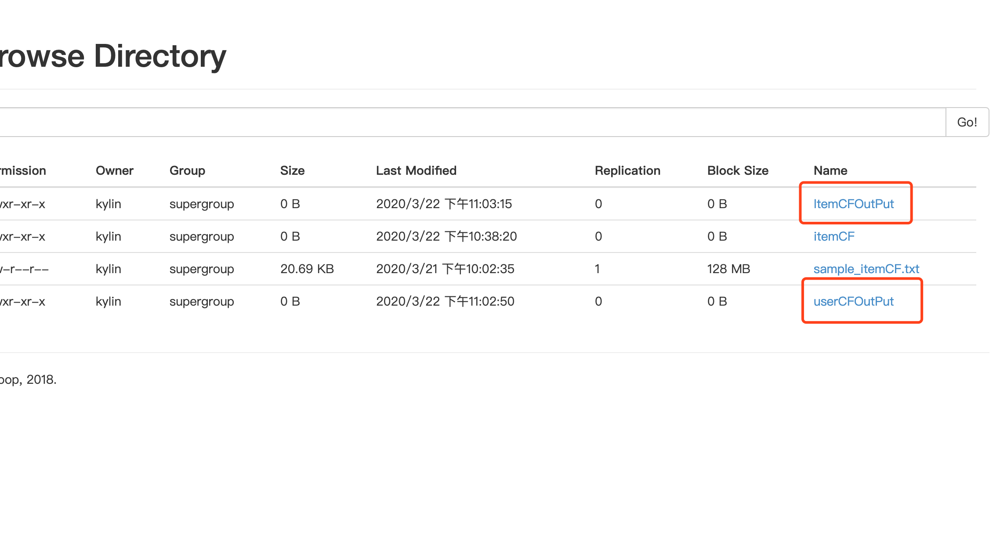 rowse Directory
Go!
rmission Owner Group Size Last Modified Replication Block Size Name
wxr-xr-x kylin supergroup 0 B 2020/3/22 下午11:03:15 0 0 B ItemCFOutPut
wxr-xr-x kylin supergroup 0 B 2020/3/22 下午10:38:20 0 0 B itemCF
w-r--r-- kylin supergroup 20.69 KB 2020/3/21 下午10:02:35 1 128 MB sample_itemCF.txt
wxr-xr-x kylin supergroup 0 B 2020/3/22 下午11:02:50 0 0 B userCFOutPut
oop, 2018.